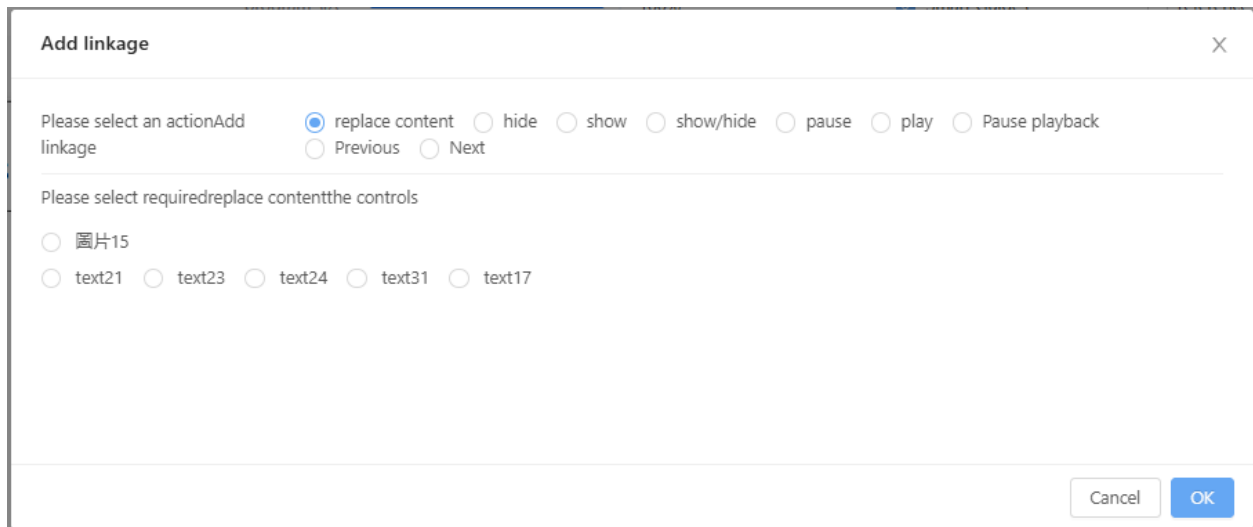 Add linkage
Please select an actionAdd linkage
replace content hide show show/hide pause play Pause playback
Previous Next
Please select requiredreplace contentthe controls
圖片15
text21 text23 text24 text31 text17
Cancel OK